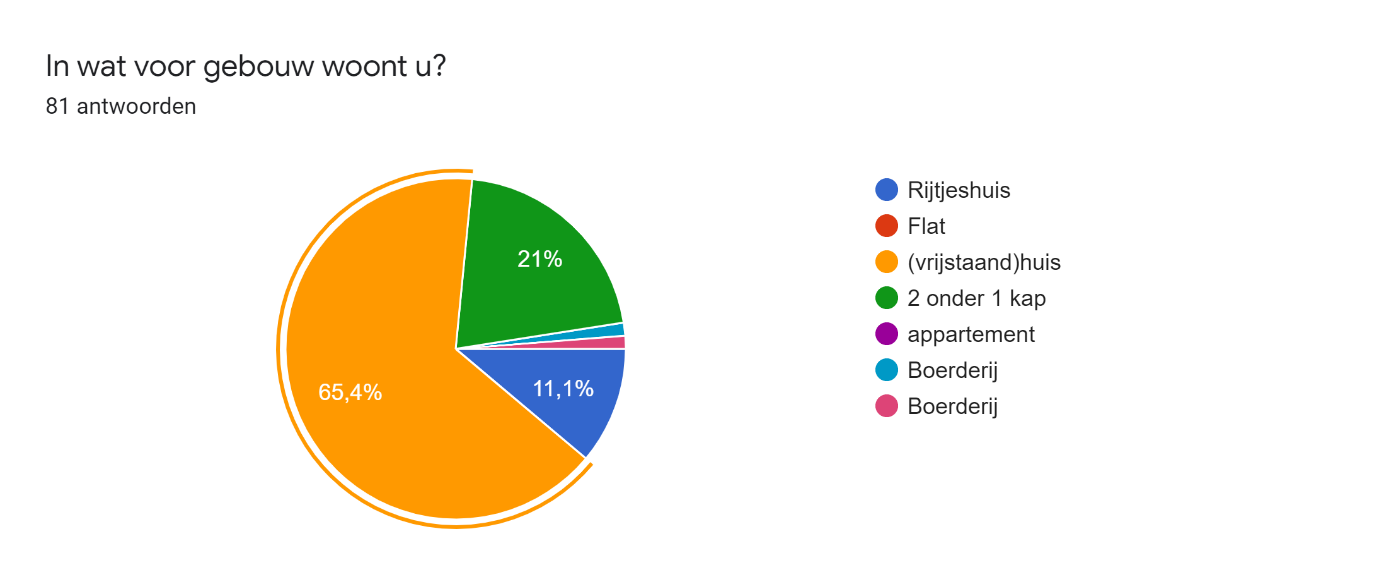 In wat voor gebouw woont u?
81 antwoorden
21%
65,4%
11,1%
Rijtjeshuis
Flat
(vrijstaand)huis
2 onder 1 kap
appartement
Boerderij
Boerderij